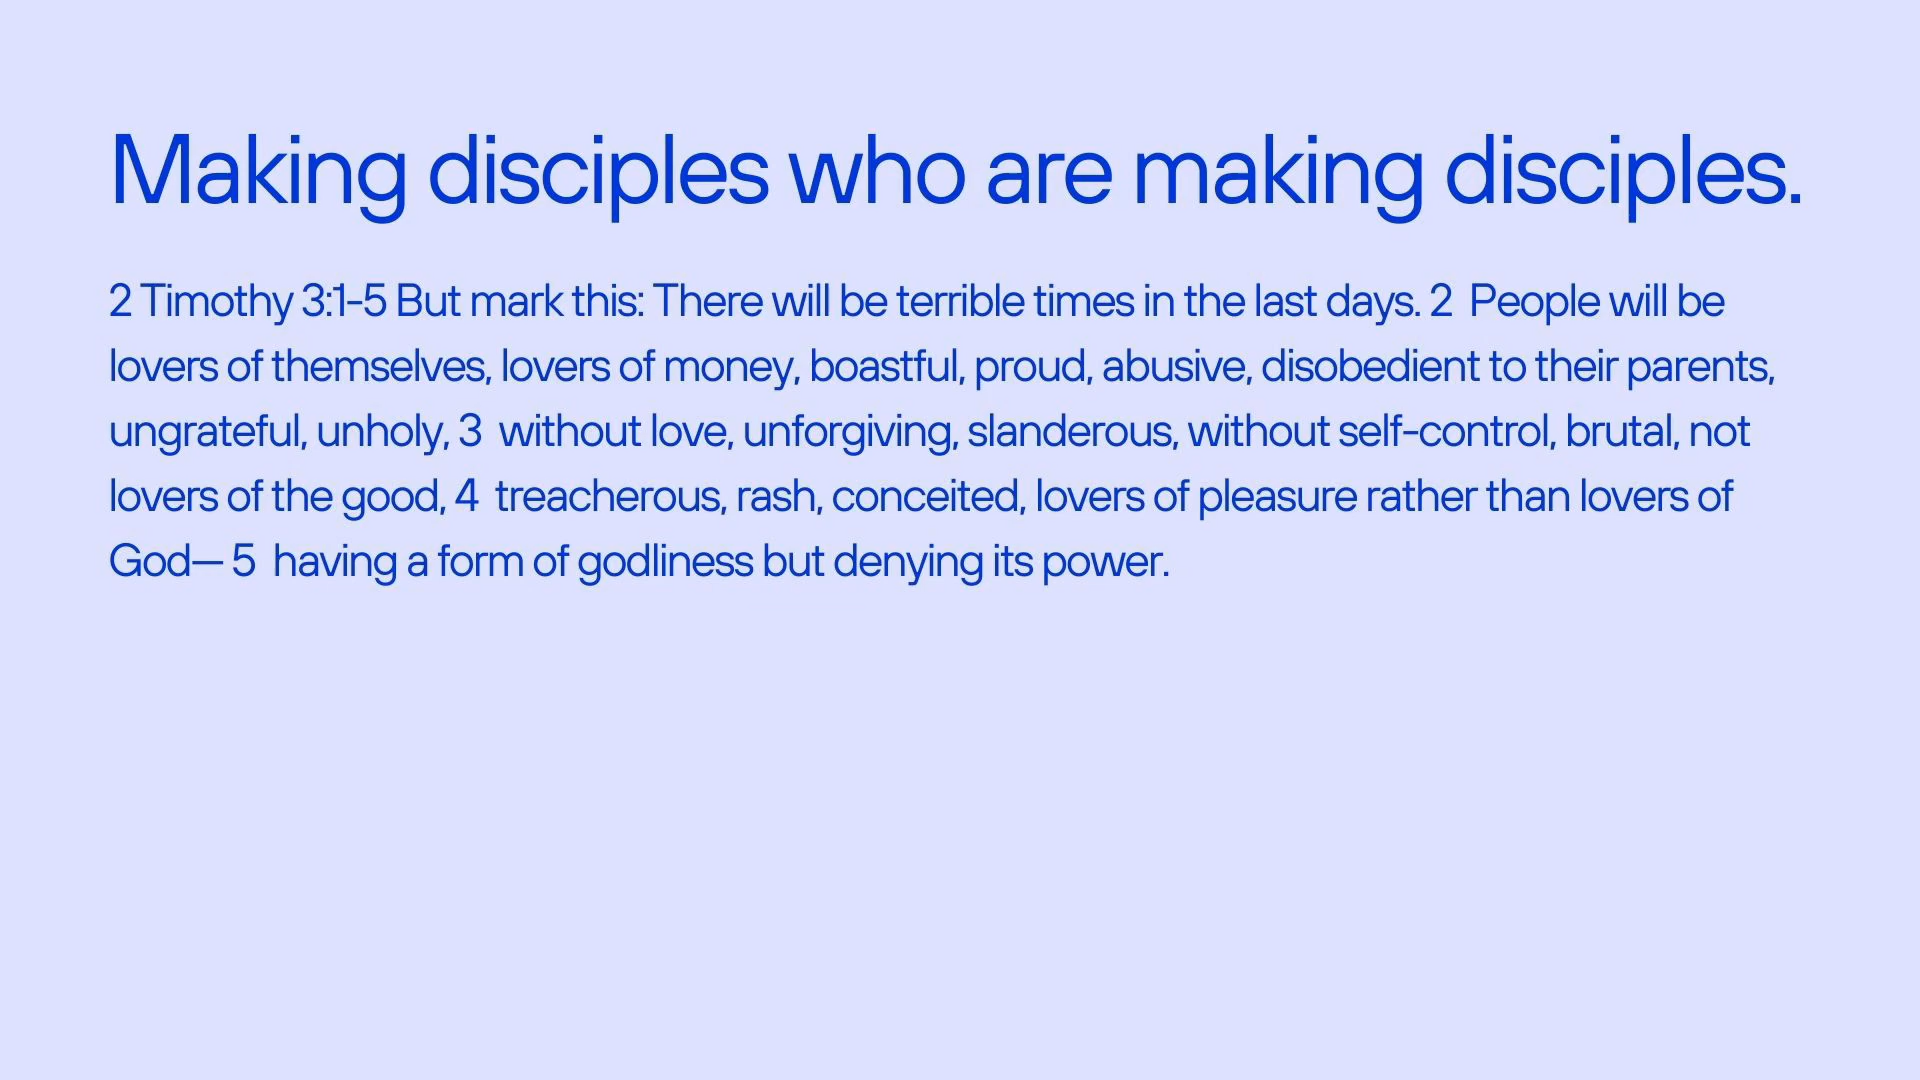 Making disciples who are making disciples.
2 Timothy 3:1-5 But mark this: There will be terrible times in the last days. 2  People will be
lovers of themselves, lovers of money, boastful, proud, abusive, disobedient to their parents,
ungrateful, unholy, 3  without love, unforgiving, slanderous, without self-control, brutal, not
lovers of the good, 4  treacherous, rash, conceited, lovers of pleasure rather than lovers of
God— 5  having a form of godliness but denying its power.